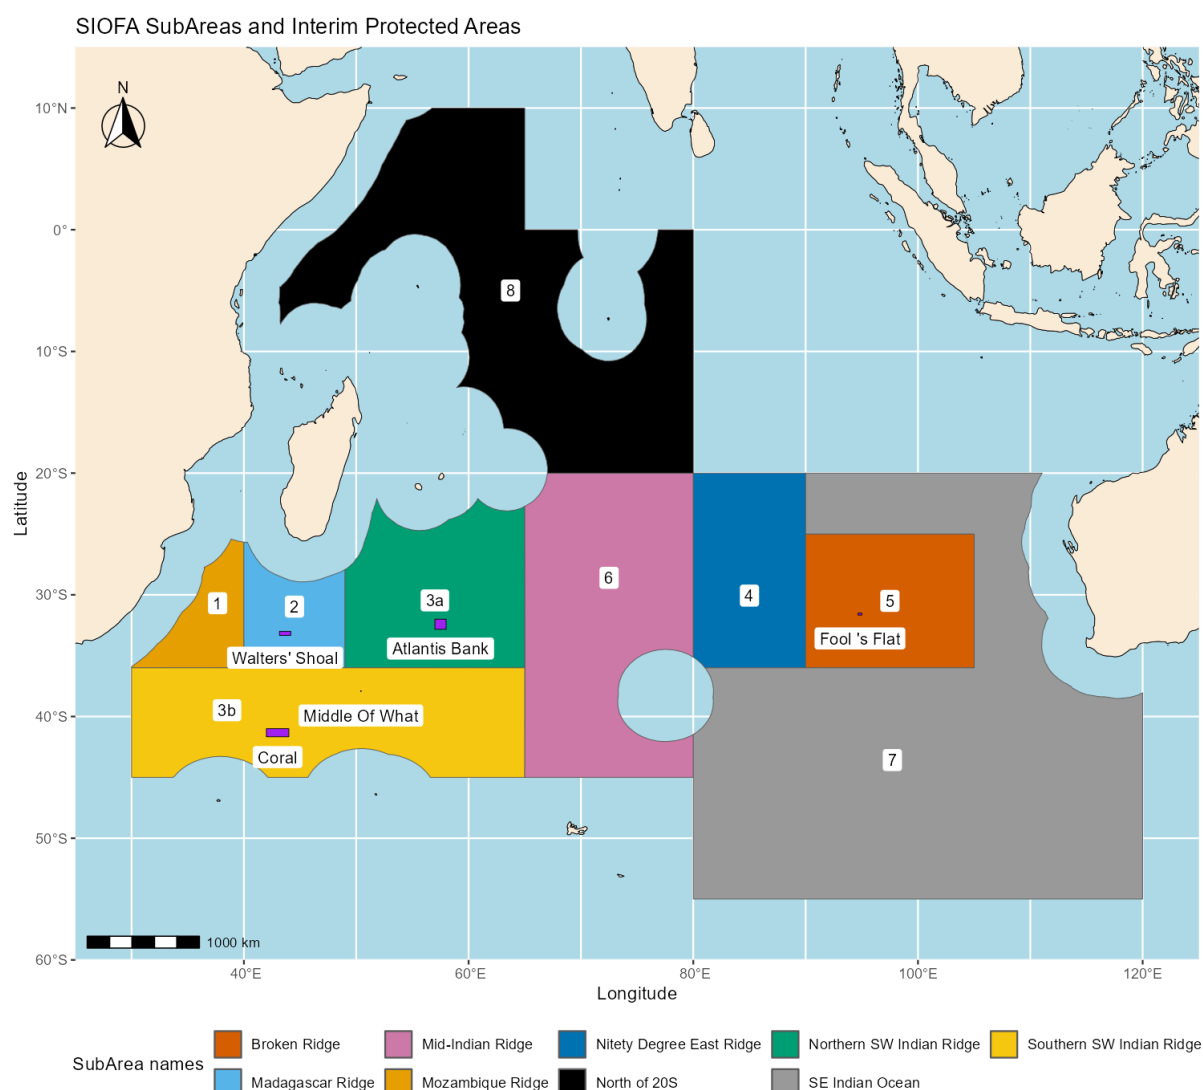 SIOFA SubAreas and Interim Protected Areas
N
10°N
0°
10°S
20°S
30°S
40°S
50°S
60°S
Latitude
8
6
4
5
3a
2
1
Fool 's Flat
Atlantis Bank
Walters' Shoal
3b
Middle Of What
Coral
7
1000 km
40°E 60°E 80°E 100°E 120°E
Longitude
SubArea names
Broken Ridge Mid-Indian Ridge Nitety Degree East Ridge Northern SW Indian Ridge Southern SW Indian Ridge
Madagascar Ridge Mozambique Ridge North of 20S SE Indian Ocean